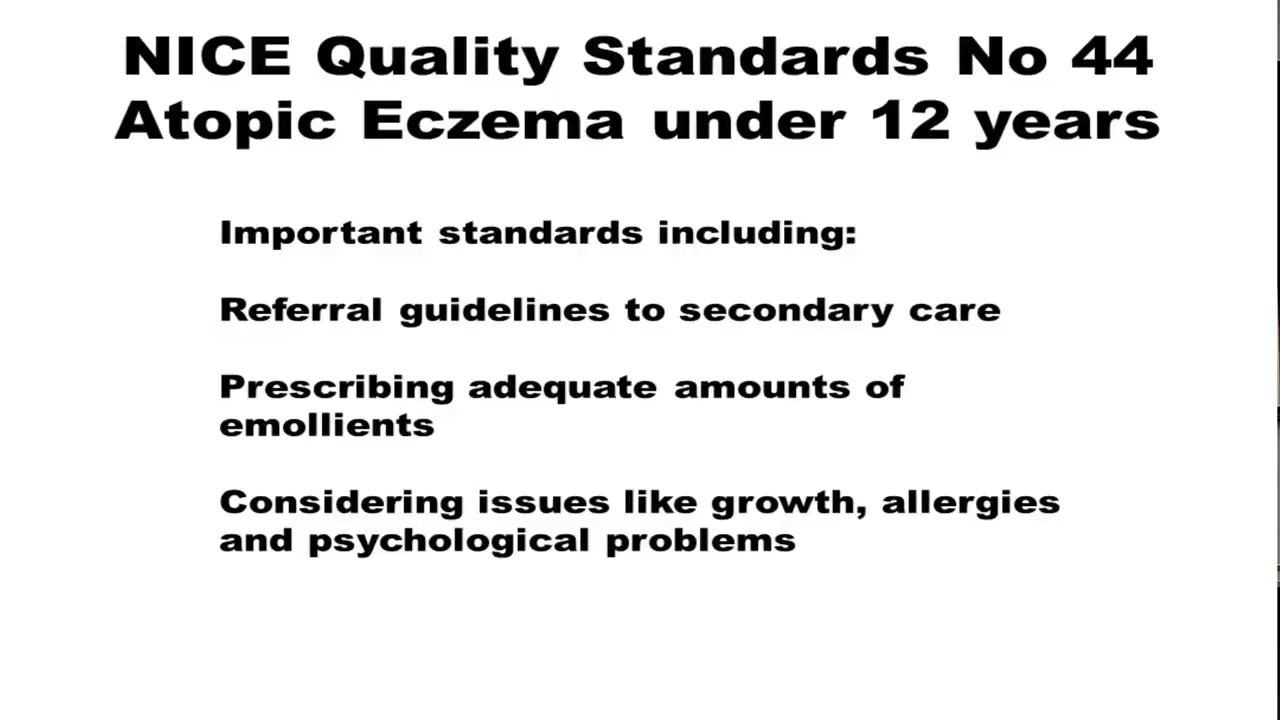 NICE Quality Standards No 44
Atopic Eczema under 12 years
Important standards including:
Referral guidelines to secondary care
Prescribing adequate amounts of
emollients
Considering issues like growth, allergies
and psychological problems